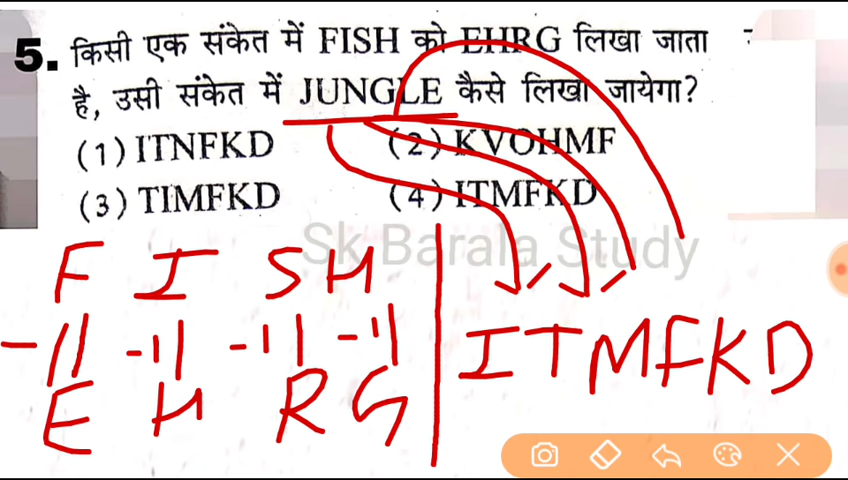 5. किसी एक संकेत में FISH को EHRG लिखा जाता
है, उसी संकेत में JUNGLE कैसे लिखा जायेगा?
(1) ITNFKD (2) KVOHMF
(3) TIMFKD (4) ITMFKD
Sk Barala Study
F I S H
-1 -1 -1 -1
E H R G
ITMFKD